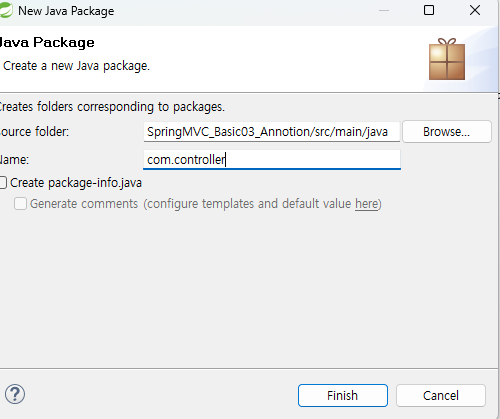 New Java Package
Java Package
Create a new Java package.
Creates folders corresponding to packages.
ource folder:
SpringMVC_Basic03_Annotion/src/main/java
Browse...
Name:
com.controller
Create package-info.java
Generate comments (configure templates and default value here)
?
Finish
Cancel